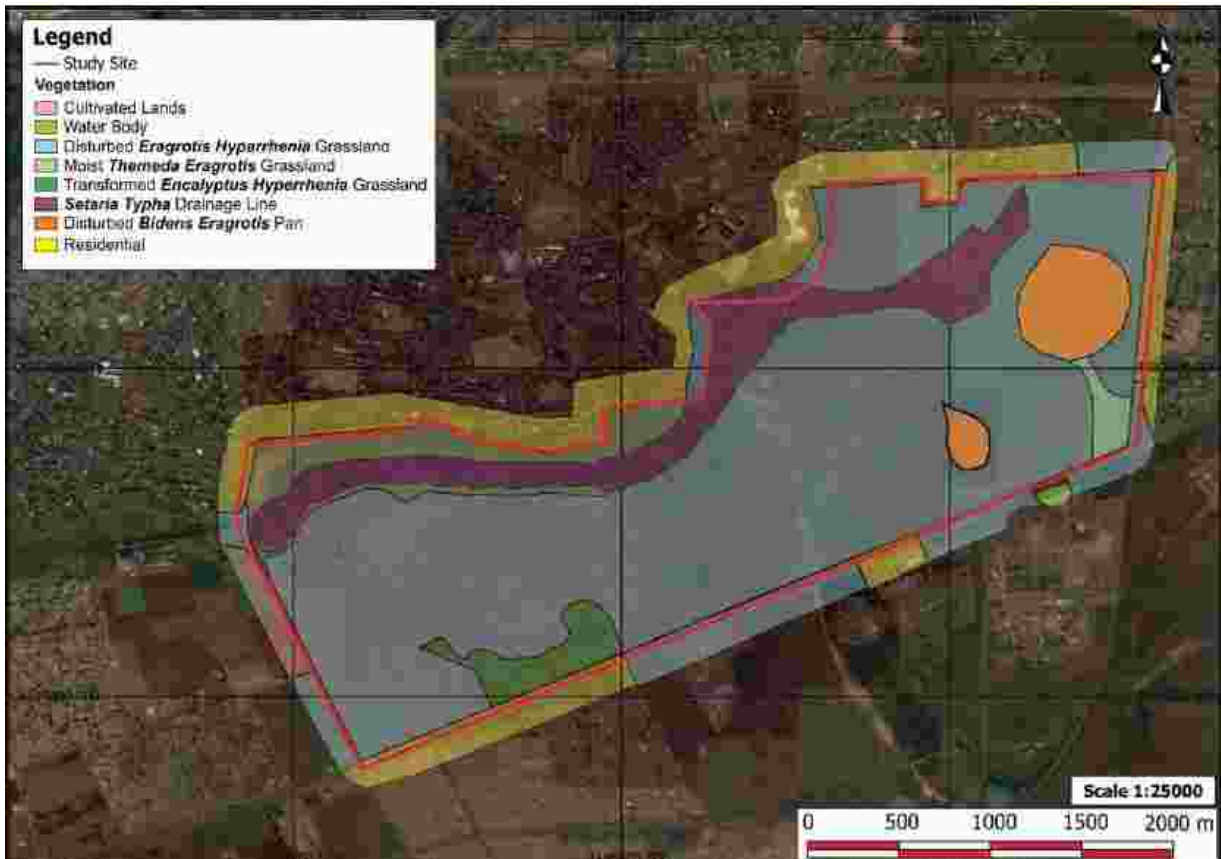 Legend
Study Site
Vegetation
Cultivated Lands
Water Body
Disturbed Eragrotis Hyparrhenia Grassland
Moist Themeda Eragrotis Grassland
Transformed Encalyptus Hyperrhenia Grassland
Setaria Typha Drainage Line
Disturbed Bidens Eragrotis Pan
Residential
Scale 1:25000
0 500 1000 1500 2000 m